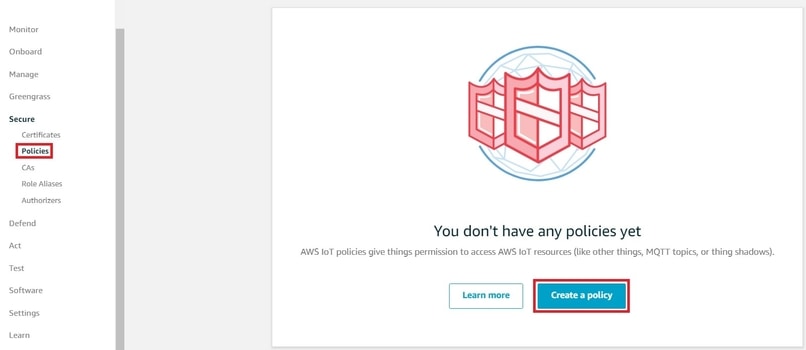 Monitor
Onboard
Manage
Greengrass
Secure
Certificates
Policies
CAs
Role Aliases
Authorizers
Defend
Act
Test
Software
Settings
Learn
You don't have any policies yet
AWS IoT policies give things permission to access AWS IoT resources (like other things, MQTT topics, or thing shadows).
Learn more
Create a policy